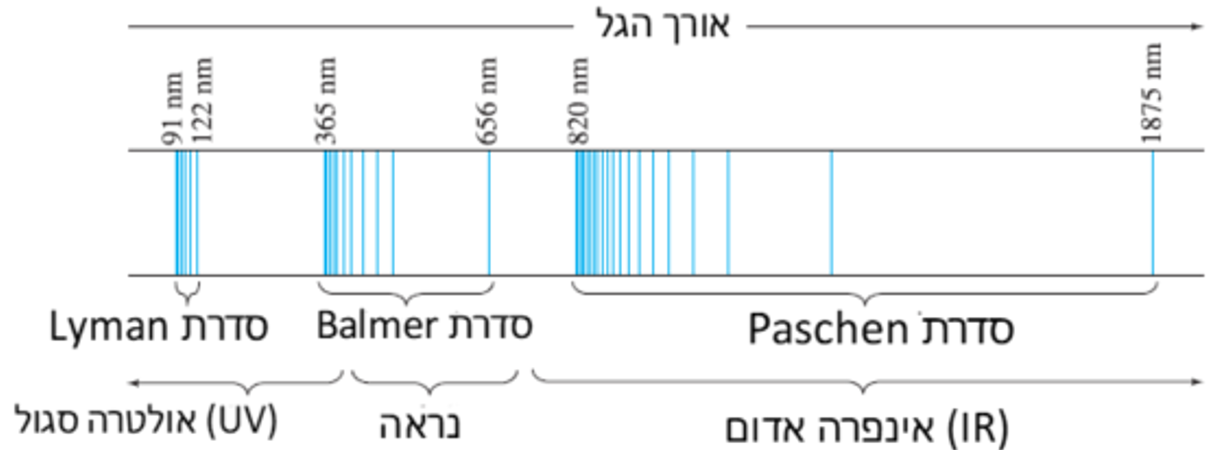 אורך הגל
91 nm
122 nm
365 nm
656 nm
820 nm
1875 nm
סדרת Lyman
סדרת Balmer
סדרת Paschen
אולטרה סגול (UV)
נראה
אינפרה אדום (IR)